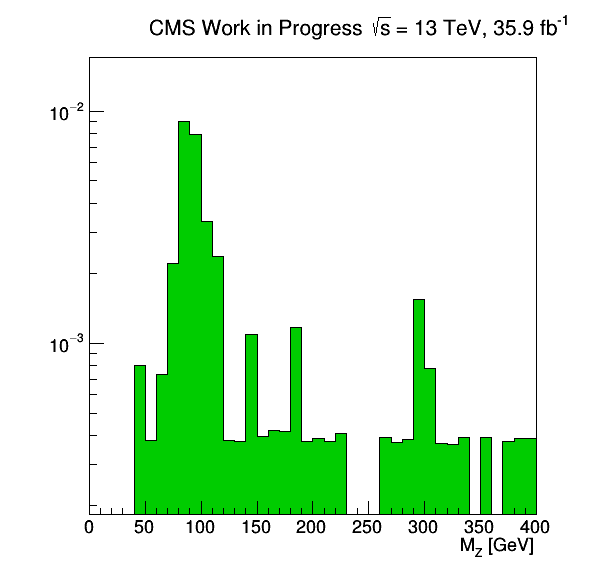 CMS Work in Progress √s = 13 TeV, 35.9 fb⁻¹
10⁻²
10⁻³
0 50 100 150 200 250 300 350 400
M_Z [GeV]